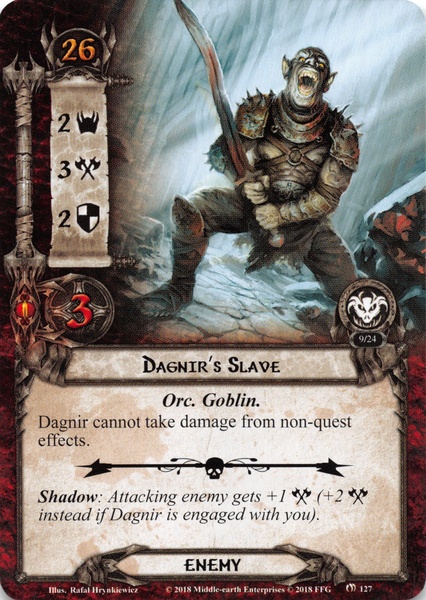 26
2
3
2
3
9/24
Dagnir's Slave
Orc. Goblin.
Dagnir cannot take damage from non-quest
effects.
Shadow: Attacking enemy gets +1 (+2
instead if Dagnir is engaged with you).
ENEMY
Illus. Rafał Hrynkiewicz © 2018 Middle-earth Enterprises © 2018 FFG 127